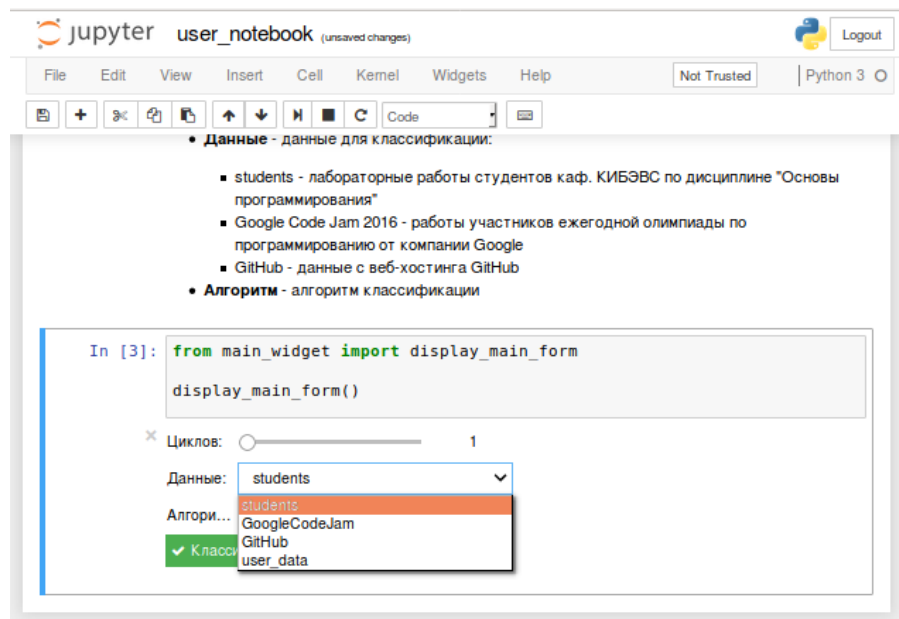 jupyter user_notebook (unsaved changes)
Logout
File Edit View Insert Cell Kernel Widgets Help Not Trusted Python 3
Code
• Данные - данные для классификации:
▪ students - лабораторные работы студентов каф. КИБЭВС по дисциплине "Основы
программирования"
▪ Google Code Jam 2016 - работы участников ежегодной олимпиады по
программированию от компании Google
▪ GitHub - данные с веб-хостинга GitHub
• Алгоритм - алгоритм классификации
In [3]: from main_widget import display_main_form
display_main_form()
Циклов: 1
Данные: students
students
Алгори...
GoogleCodeJam
GitHub
Класси
user_data